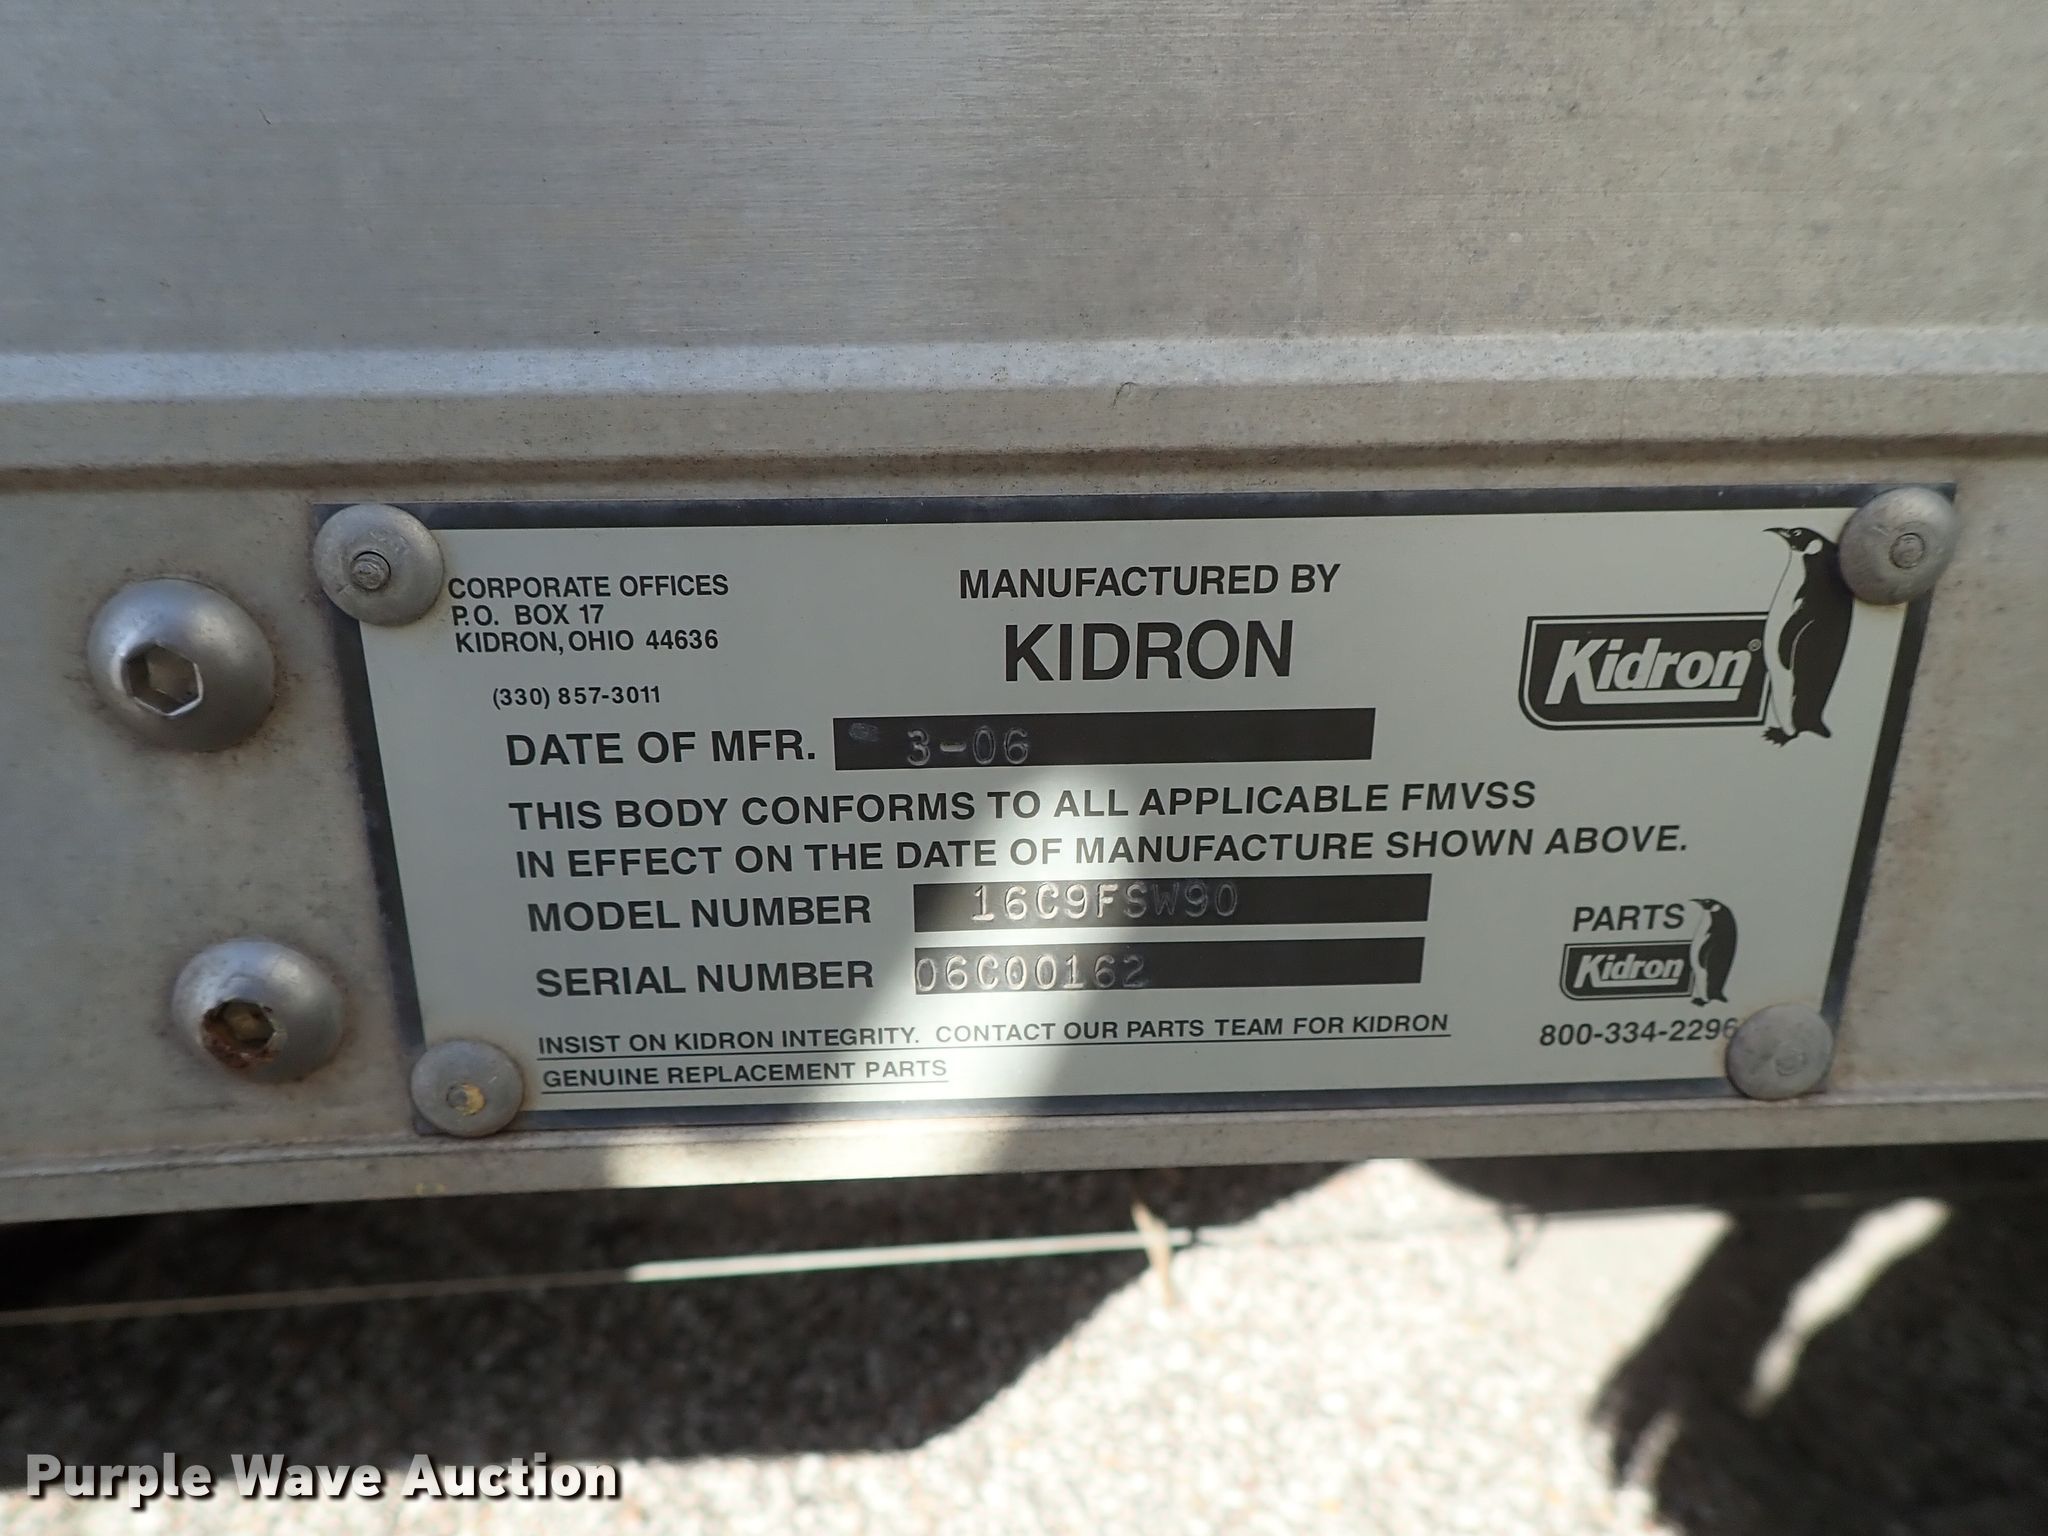 CORPORATE OFFICES
P.O. BOX 17
KIDRON, OHIO 44636
(330) 857-3011
MANUFACTURED BY
KIDRON
Kidron®
DATE OF MFR. 3-06
THIS BODY CONFORMS TO ALL APPLICABLE FMVSS
IN EFFECT ON THE DATE OF MANUFACTURE SHOWN ABOVE.
MODEL NUMBER 16C9FSW90
SERIAL NUMBER 06C00162
INSIST ON KIDRON INTEGRITY. CONTACT OUR PARTS TEAM FOR KIDRON
GENUINE REPLACEMENT PARTS
PARTS
Kidron
800-334-2296
Purple Wave Auction